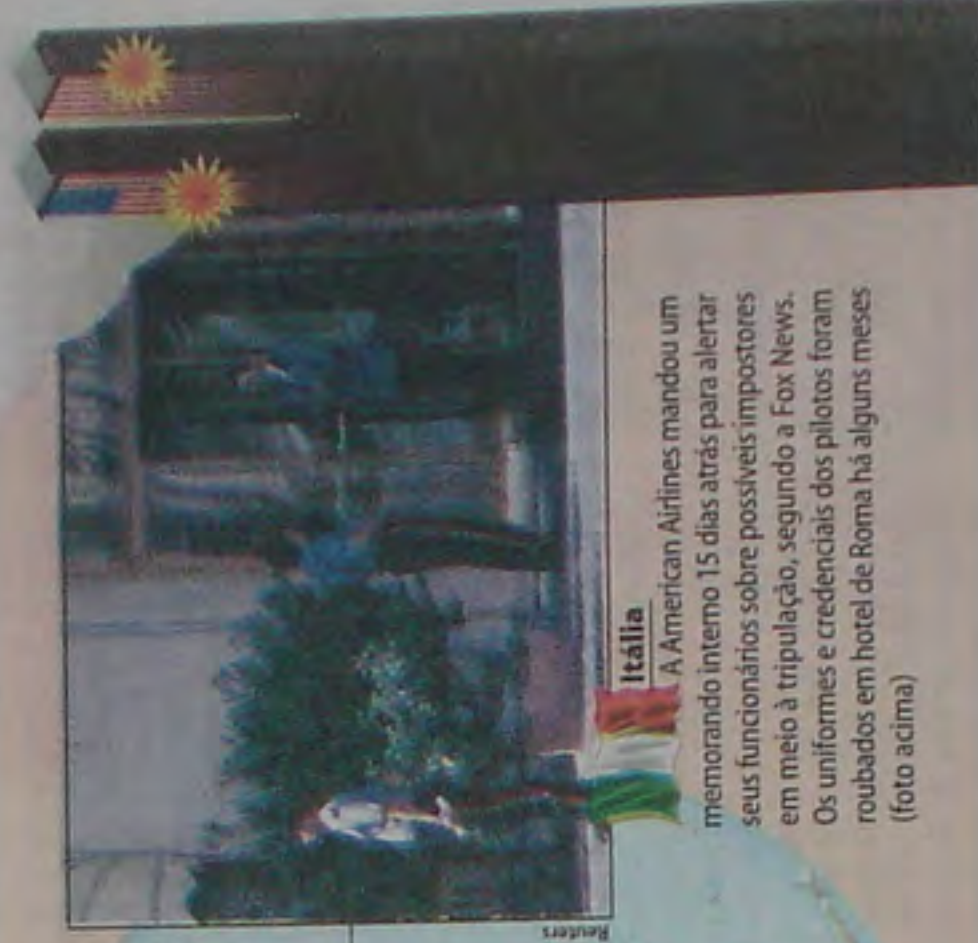 Reuters
Itália
A American Airlines mandou um
memorando interno 15 dias atrás para alertar
seus funcionários sobre possíveis impostores
em meio à tripulação, segundo a Fox News.
Os uniformes e credenciais dos pilotos foram
roubados em hotel de Roma há alguns meses
(foto acima)